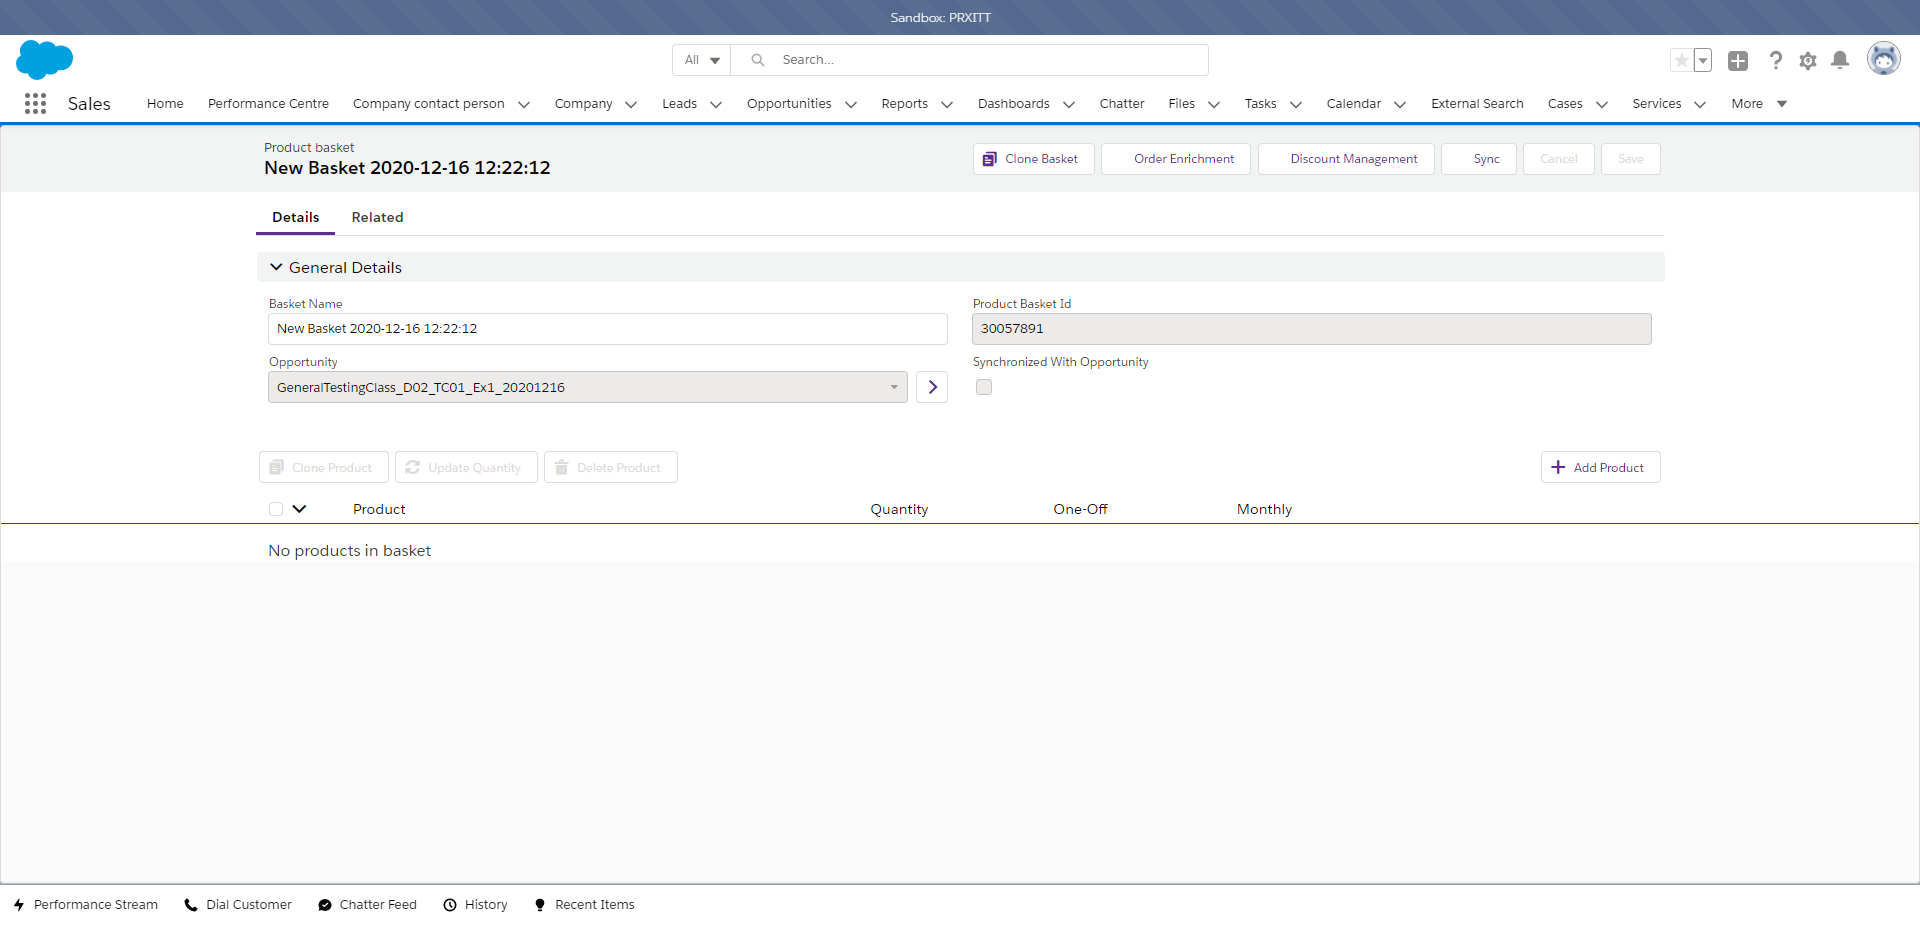 Sandbox: PRXITT
All
Search...
Sales
Home
Performance Centre
Company contact person
Company
Leads
Opportunities
Reports
Dashboards
Chatter
Files
Tasks
Calendar
External Search
Cases
Services
More
Product basket
New Basket 2020-12-16 12:22:12
Clone Basket
Order Enrichment
Discount Management
Sync
Cancel
Save
Details
Related
General Details
Basket Name
New Basket 2020-12-16 12:22:12
Product Basket Id
30057891
Opportunity
GeneralTestingClass_D02_TC01_Ex1_20201216
Synchronized With Opportunity
Clone Product
Update Quantity
Delete Product
Add Product
Product
Quantity
One-Off
Monthly
No products in basket
Performance Stream
Dial Customer
Chatter Feed
History
Recent Items